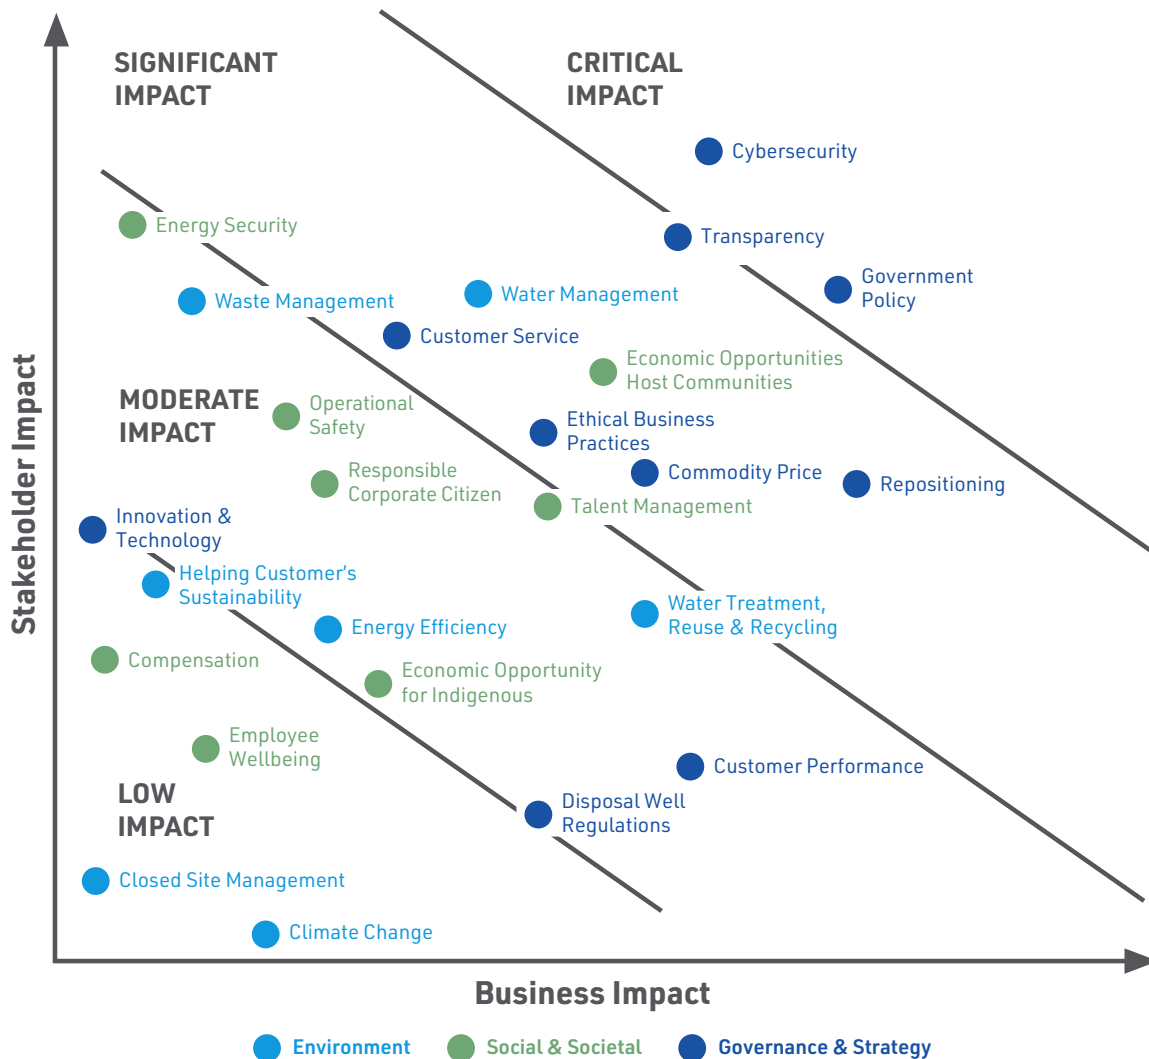 SIGNIFICANT
IMPACT
CRITICAL
IMPACT
Cybersecurity
Energy Security
Transparency
Government
Policy
Waste Management
Water Management
Customer Service
Economic Opportunities
Host Communities
MODERATE
IMPACT
Operational
Safety
Ethical Business
Practices
Responsible
Corporate Citizen
Commodity Price
Repositioning
Talent Management
Innovation &
Technology
Helping Customer's
Sustainability
Energy Efficiency
Water Treatment,
Reuse & Recycling
Compensation
Economic Opportunity
for Indigenous
Employee
Wellbeing
Customer Performance
LOW
IMPACT
Disposal Well
Regulations
Closed Site Management
Climate Change
Stakeholder Impact
Business Impact
Environment
Social & Societal
Governance & Strategy